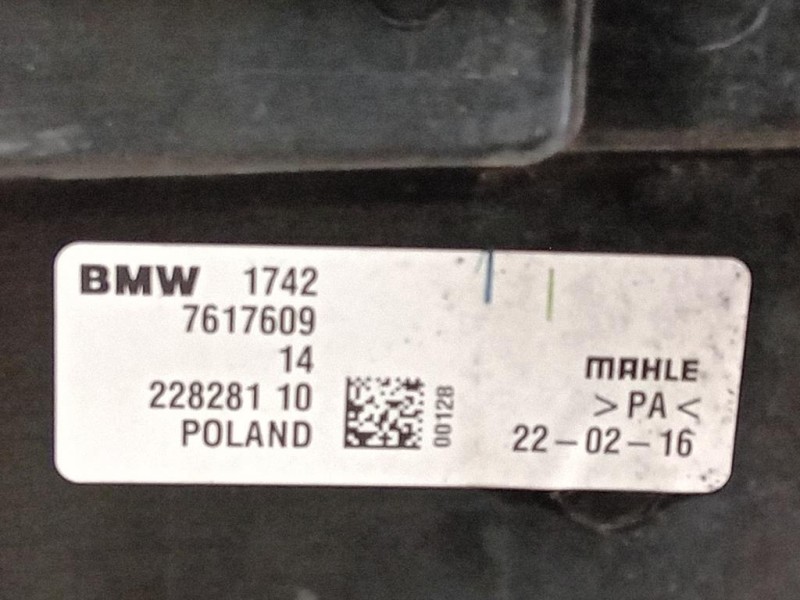 BMW 1742
7617609
14
228281 10
POLAND
00128
MAHLE
>PA<
22-02-16